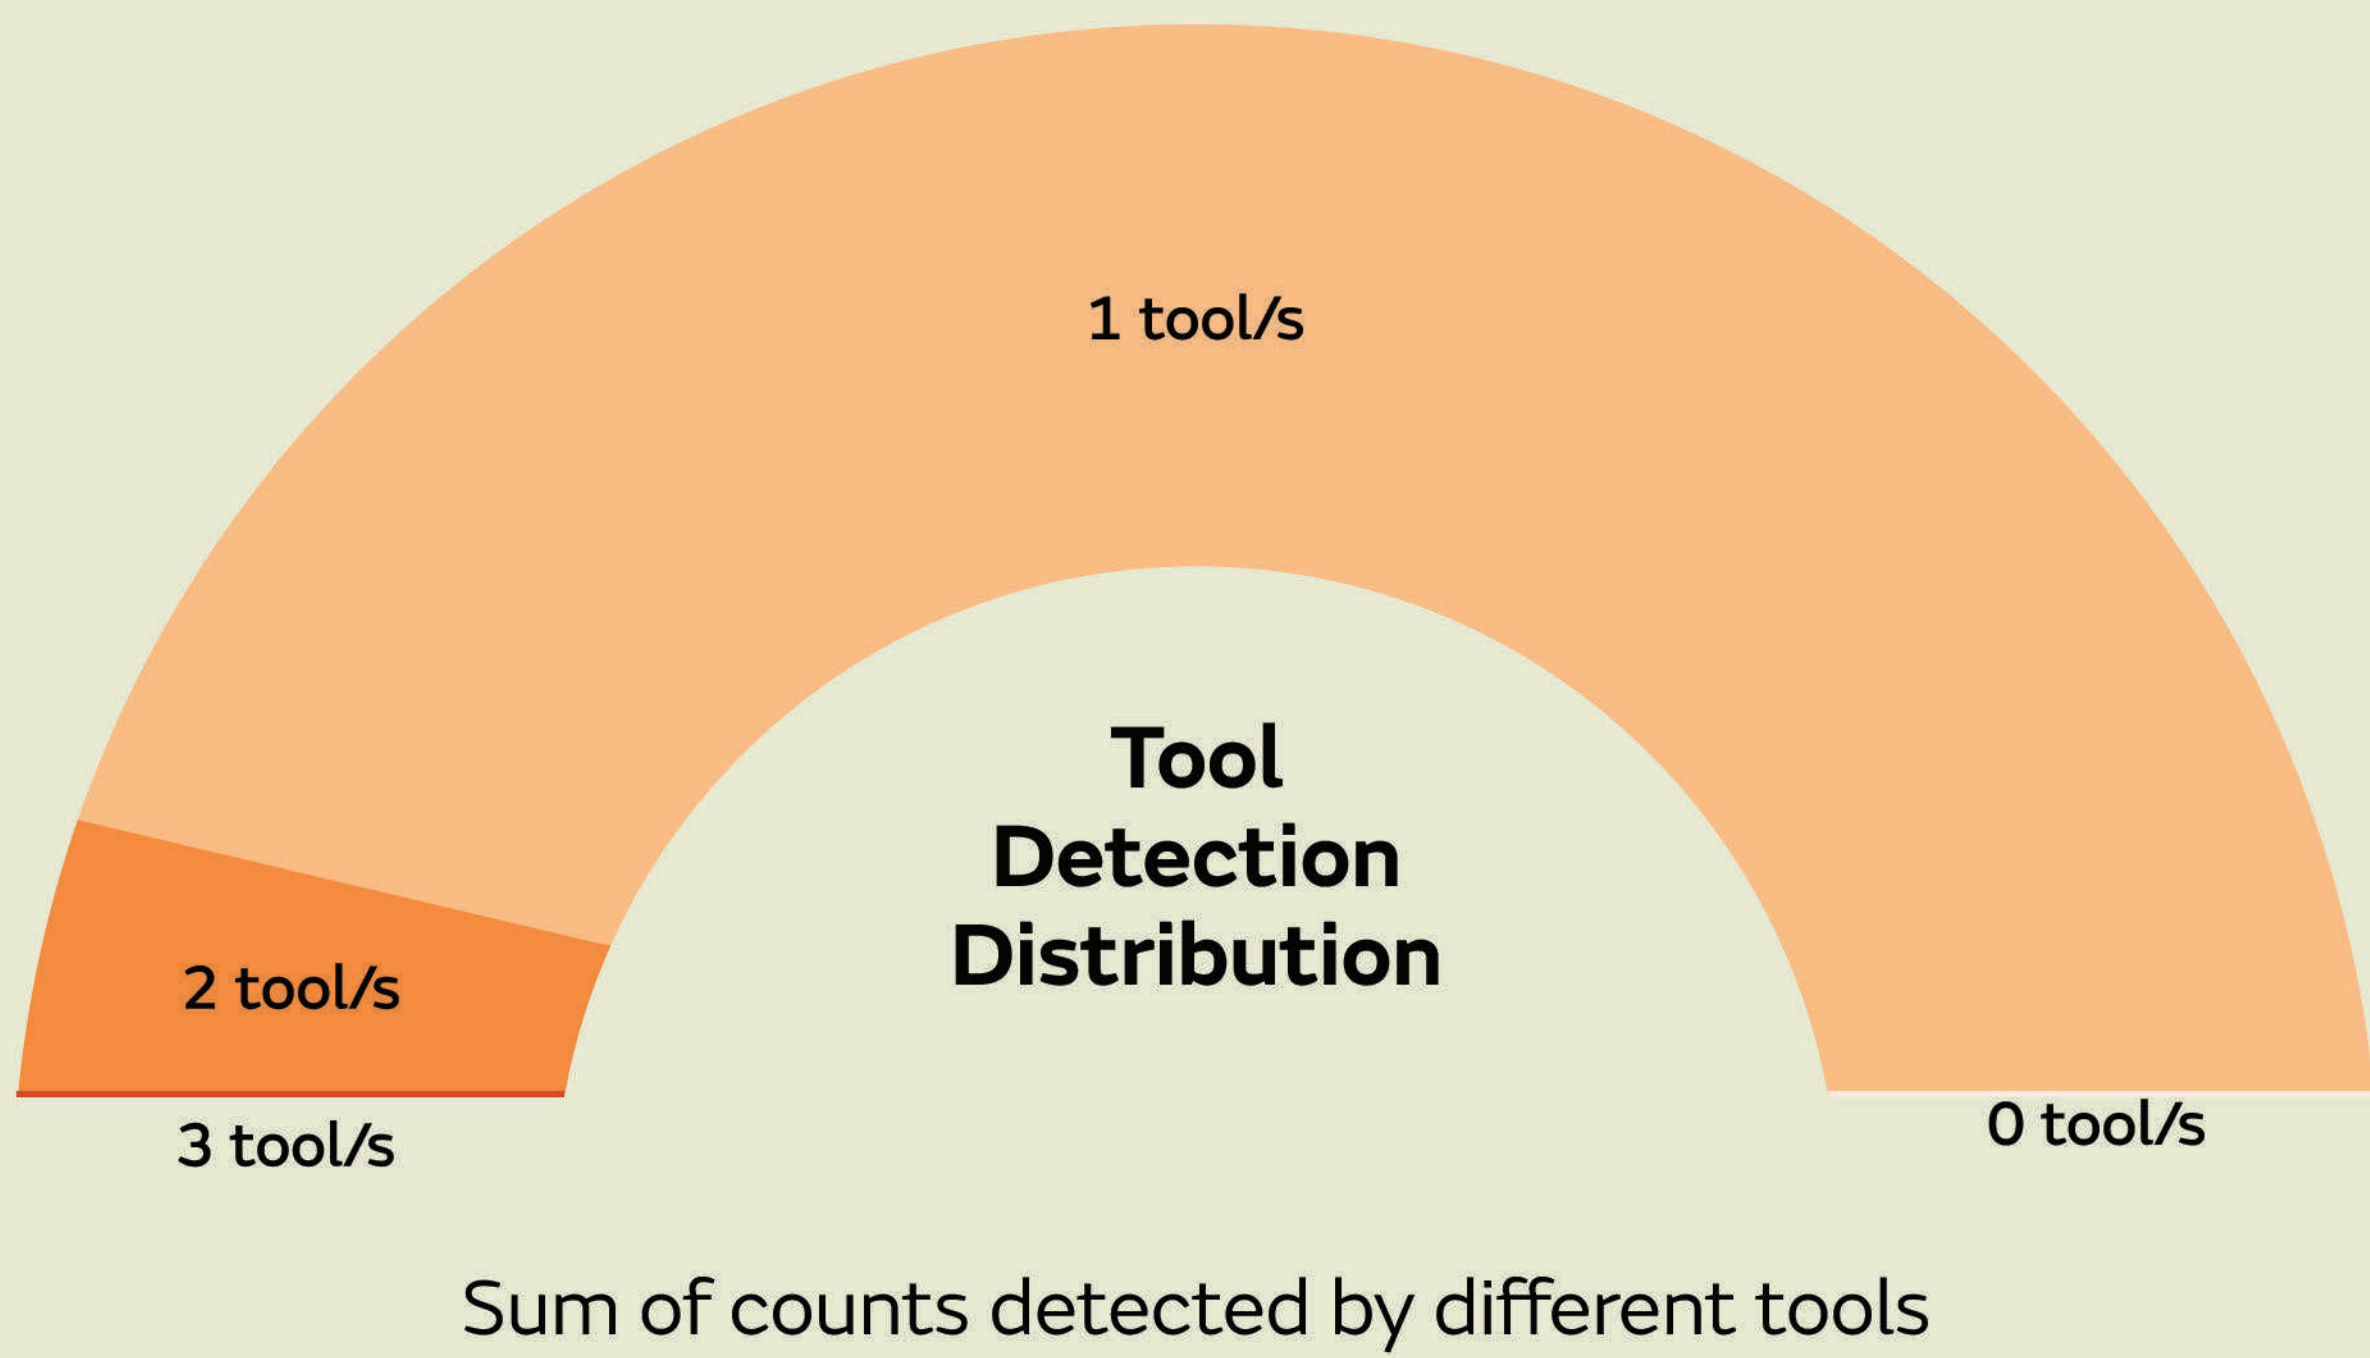 1 tool/s
Tool
Detection
Distribution
2 tool/s
3 tool/s
0 tool/s
Sum of counts detected by different tools